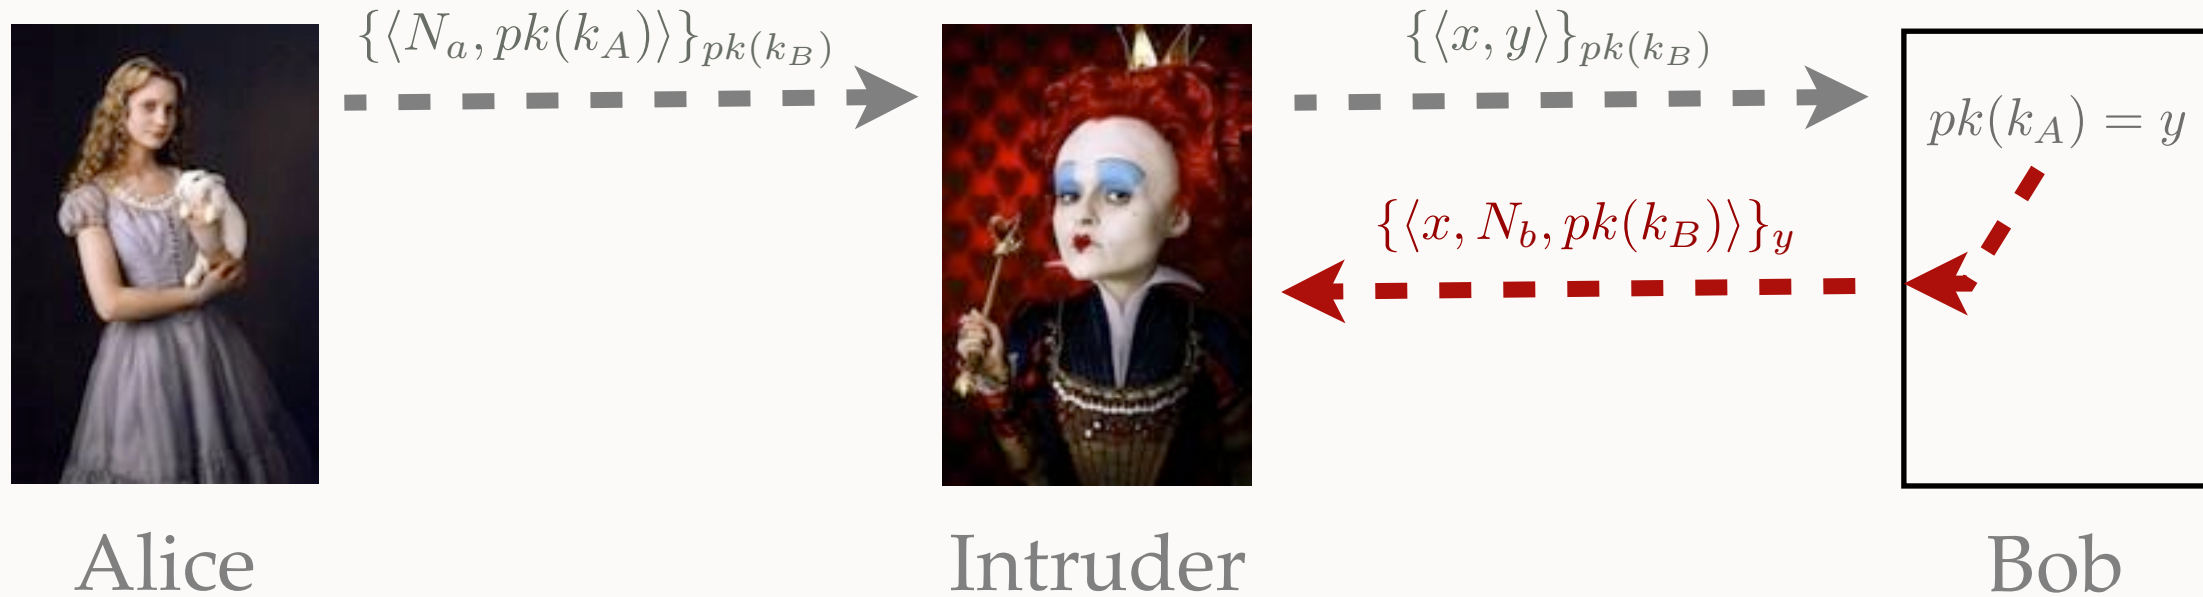 {⟨N_a, pk(k_A)⟩}_{pk(k_B)}
{⟨x, y⟩}_{pk(k_B)}
pk(k_A) = y
{⟨x, N_b, pk(k_B)⟩}_y
Alice
Intruder
Bob